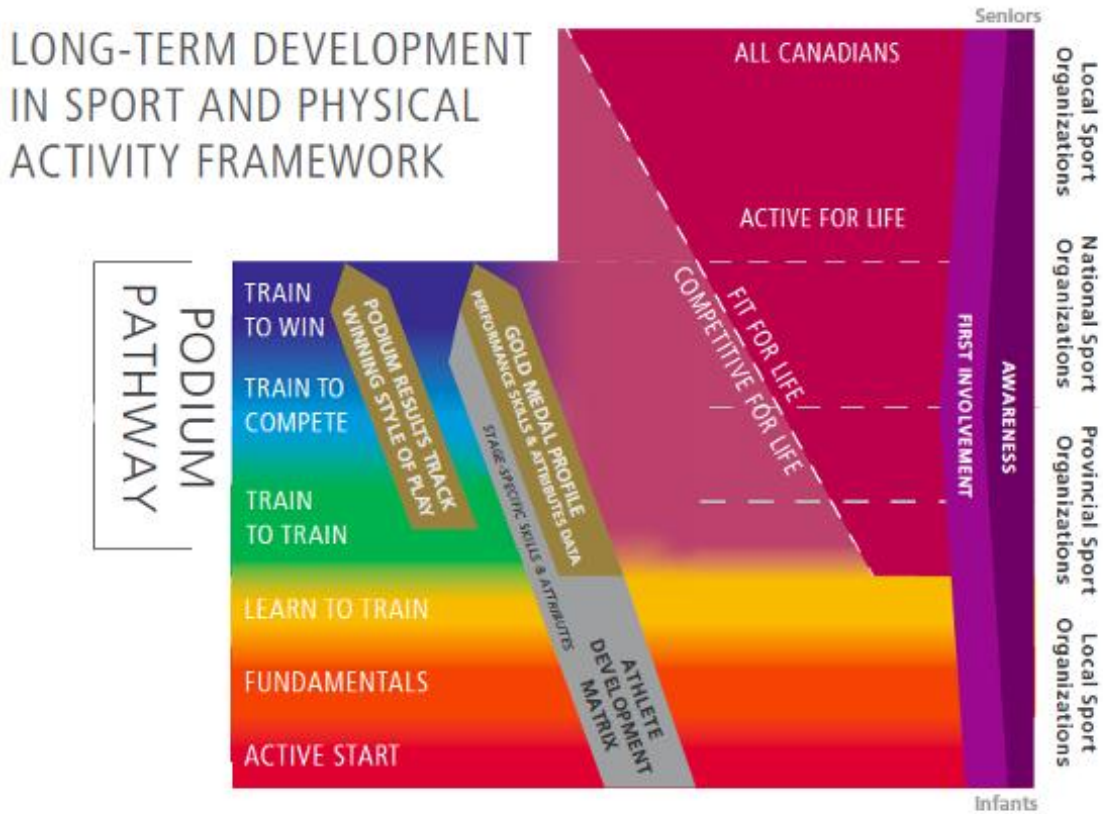 LONG-TERM DEVELOPMENT
IN SPORT AND PHYSICAL
ACTIVITY FRAMEWORK
Seniors
ALL CANADIANS
ACTIVE FOR LIFE
FIT FOR LIFE
COMPETITIVE FOR LIFE
PODIUM
PATHWAY
TRAIN
TO WIN
TRAIN TO
COMPETE
TRAIN
TO TRAIN
LEARN TO TRAIN
FUNDAMENTALS
ACTIVE START
PODIUM RESULTS TRACK
WINNING STYLE OF PLAY
GOLD MEDAL PROFILE
PERFORMANCE SKILLS & ATTRIBUTES DATA
STAGE-SPECIFIC SKILLS & ATTRIBUTES
ATHLETE
DEVELOPMENT
MATRIX
FIRST INVOLVEMENT
AWARENESS
Local Sport
Organizations
National Sport
Organizations
Provincial Sport
Organizations
Local Sport
Organizations
Infants